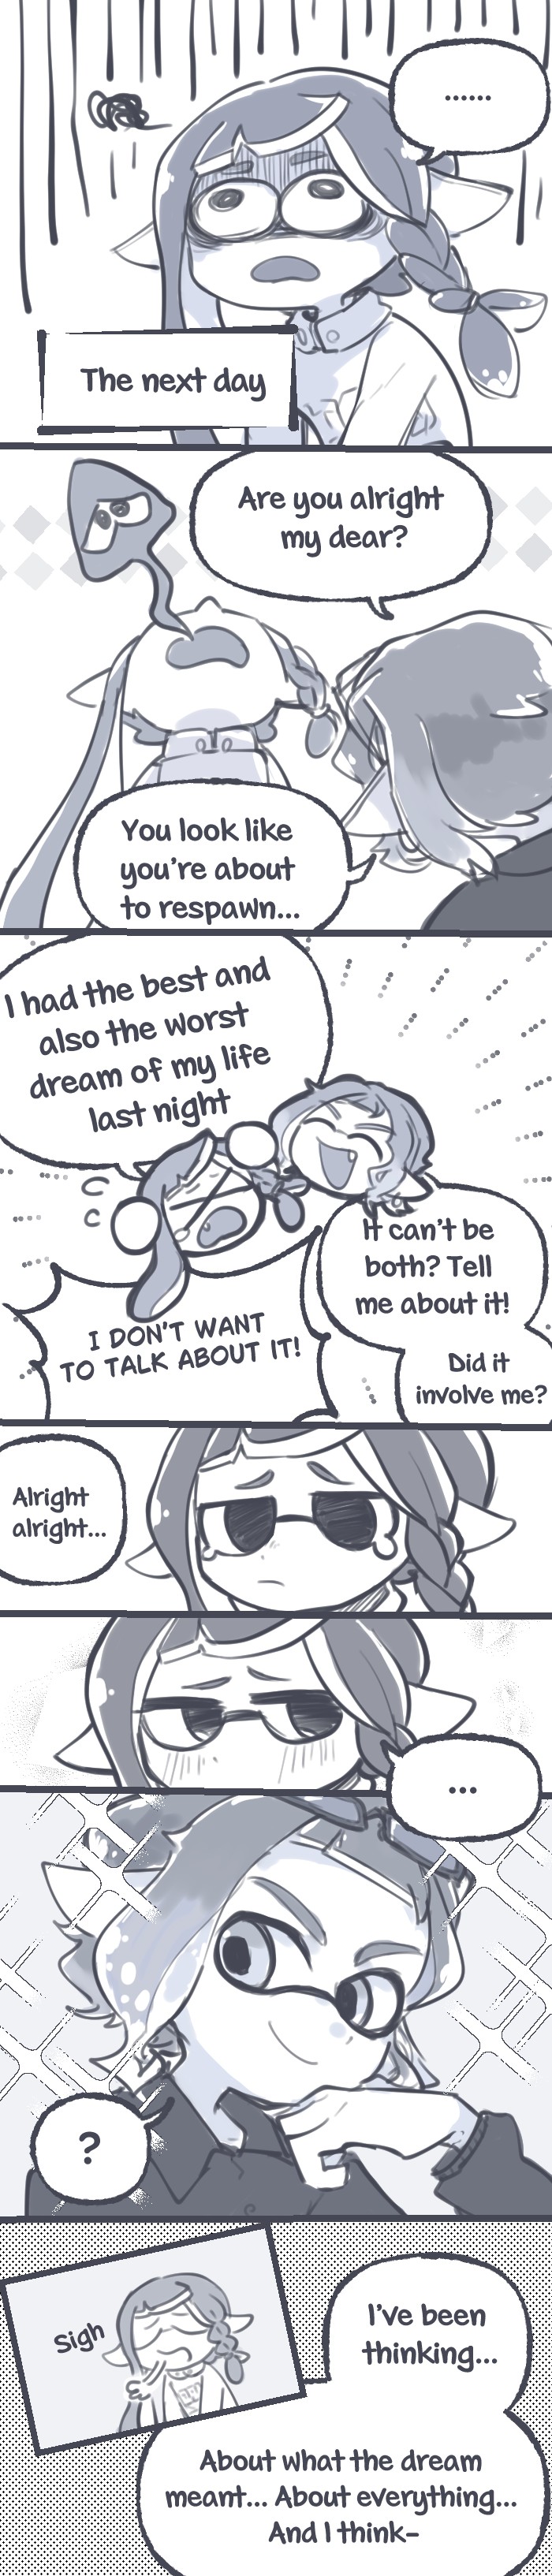 ......
The next day
Are you alright
my dear?
You look like
you're about
to respawn...
I had the best and
also the worst
dream of my life
last night
It can't be
both? Tell
me about it!
I DON'T WANT
TO TALK ABOUT IT!
Did it
involve me?
Alright
alright...
...
?
Sigh
I've been
thinking...
About what the dream
meant... About everything...
And I think-